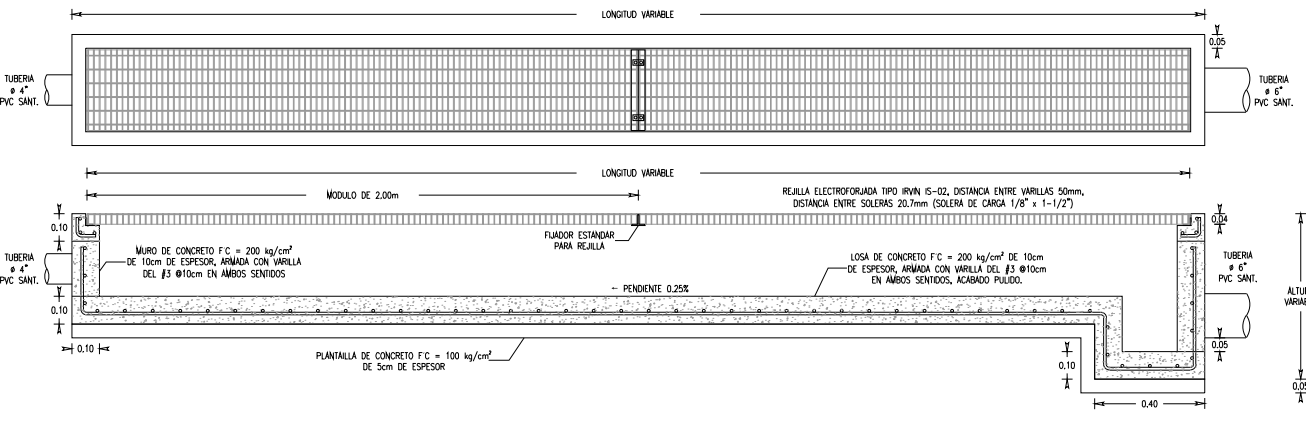 LONGITUD VARIABLE
0.05
TUBERIA
ø 4"
PVC SANT.
TUBERIA
ø 6"
PVC SANT.
LONGITUD VARIABLE
MODULO DE 2.00m
REJILLA ELECTROFORJADA TIPO IRVIN IS-02, DISTANCIA ENTRE VARILLAS 50mm,
DISTANCIA ENTRE SOLERAS 20.7mm (SOLERA DE CARGA 1/8" x 1-1/2")
0.10
0.04
FIJADOR ESTANDAR
PARA REJILLA
MURO DE CONCRETO F'C = 200 kg/cm²
DE 10cm DE ESPESOR, ARMADA CON VARILLA
DEL #3 @10cm EN AMBOS SENTIDOS
LOSA DE CONCRETO F'C = 200 kg/cm² DE 10cm
DE ESPESOR, ARMADA CON VARILLA DEL #3 @10cm
EN AMBOS SENTIDOS, ACABADO PULIDO.
TUBERIA
ø 4"
PVC SANT.
TUBERIA
ø 6"
PVC SANT.
← PENDIENTE 0.25%
ALTU
VARIA
0.10
0.10
PLANTAILLA DE CONCRETO F'C = 100 kg/cm²
DE 5cm DE ESPESOR
0.05
0.10
0.40
0.05